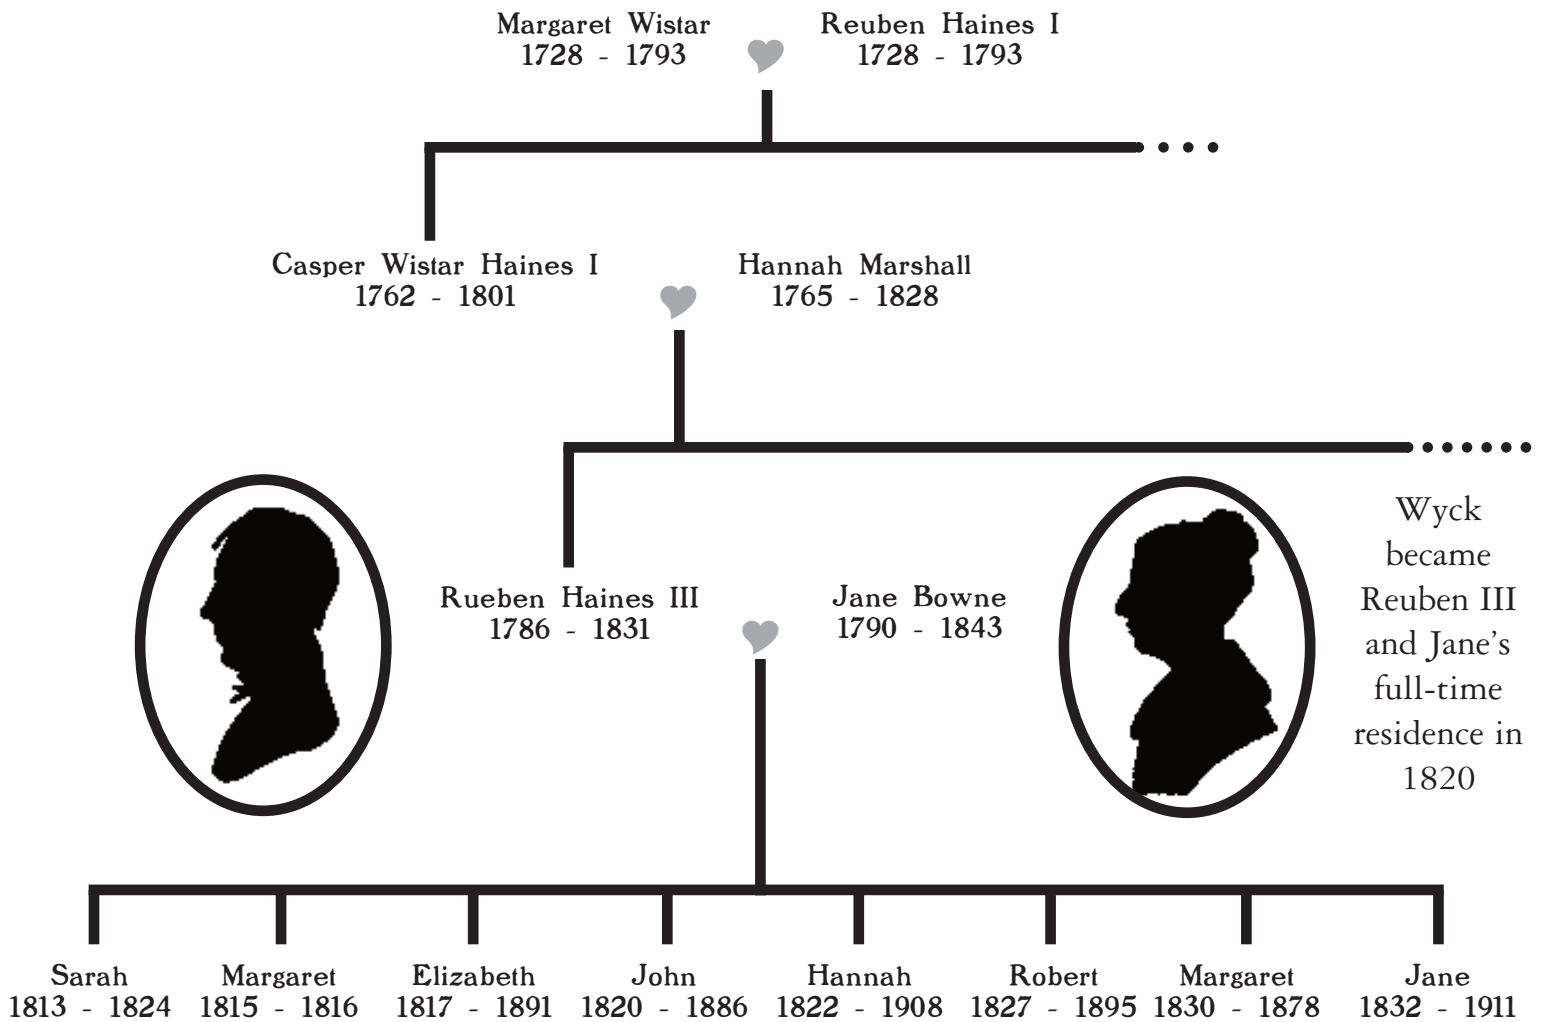 Margaret Wistar
1728 - 1793
Reuben Haines I
1728 - 1793
Casper Wistar Haines I
1762 - 1801
Hannah Marshall
1765 - 1828
Rueben Haines III
1786 - 1831
Jane Bowne
1790 - 1843
Wyck
became
Reuben III
and Jane’s
full-time
residence in
1820
Sarah
1813 - 1824
Margaret
1815 - 1816
Elizabeth
1817 - 1891
John
1820 - 1886
Hannah
1822 - 1908
Robert
1827 - 1895
Margaret
1830 - 1878
Jane
1832 - 1911